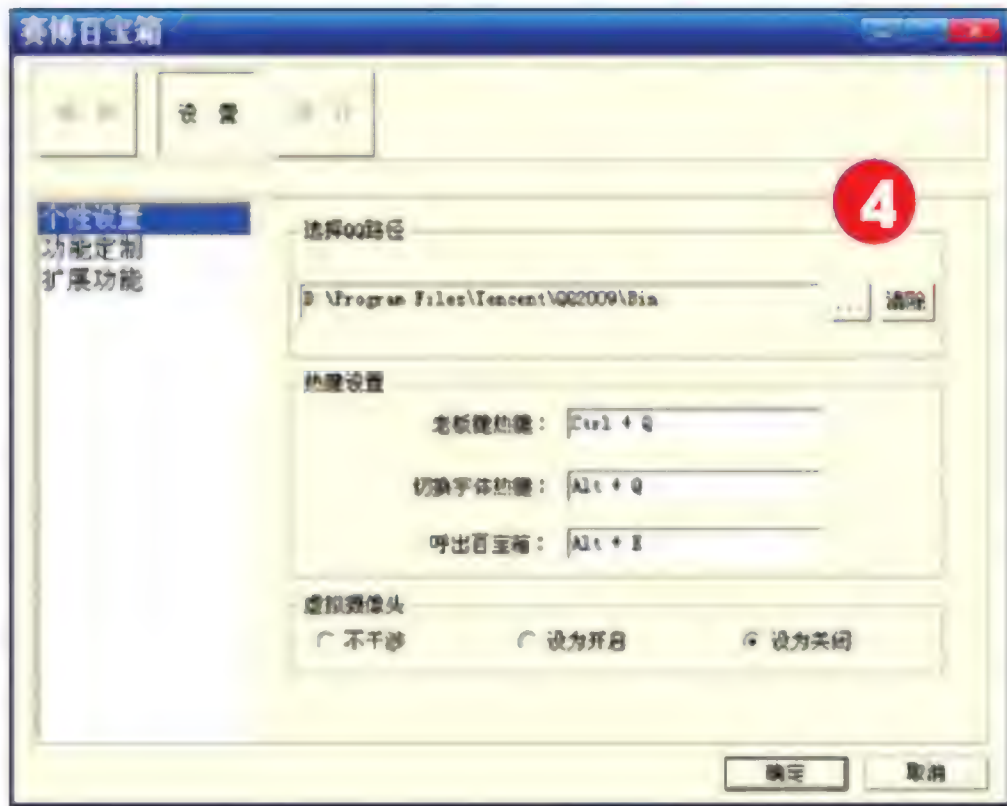 赛博百宝箱
设 置
4
个性设置
功能定制
扩展功能
选择QQ路径
D:\Program Files\Tencent\QQ2009\Bin
...
清除
热键设置
老板键热键： Ctrl + Q
切换字体热键： Alt + Q
呼出百宝箱： Alt +
虚拟摄像头
不干涉
设为开启
设为关闭
确定
取消